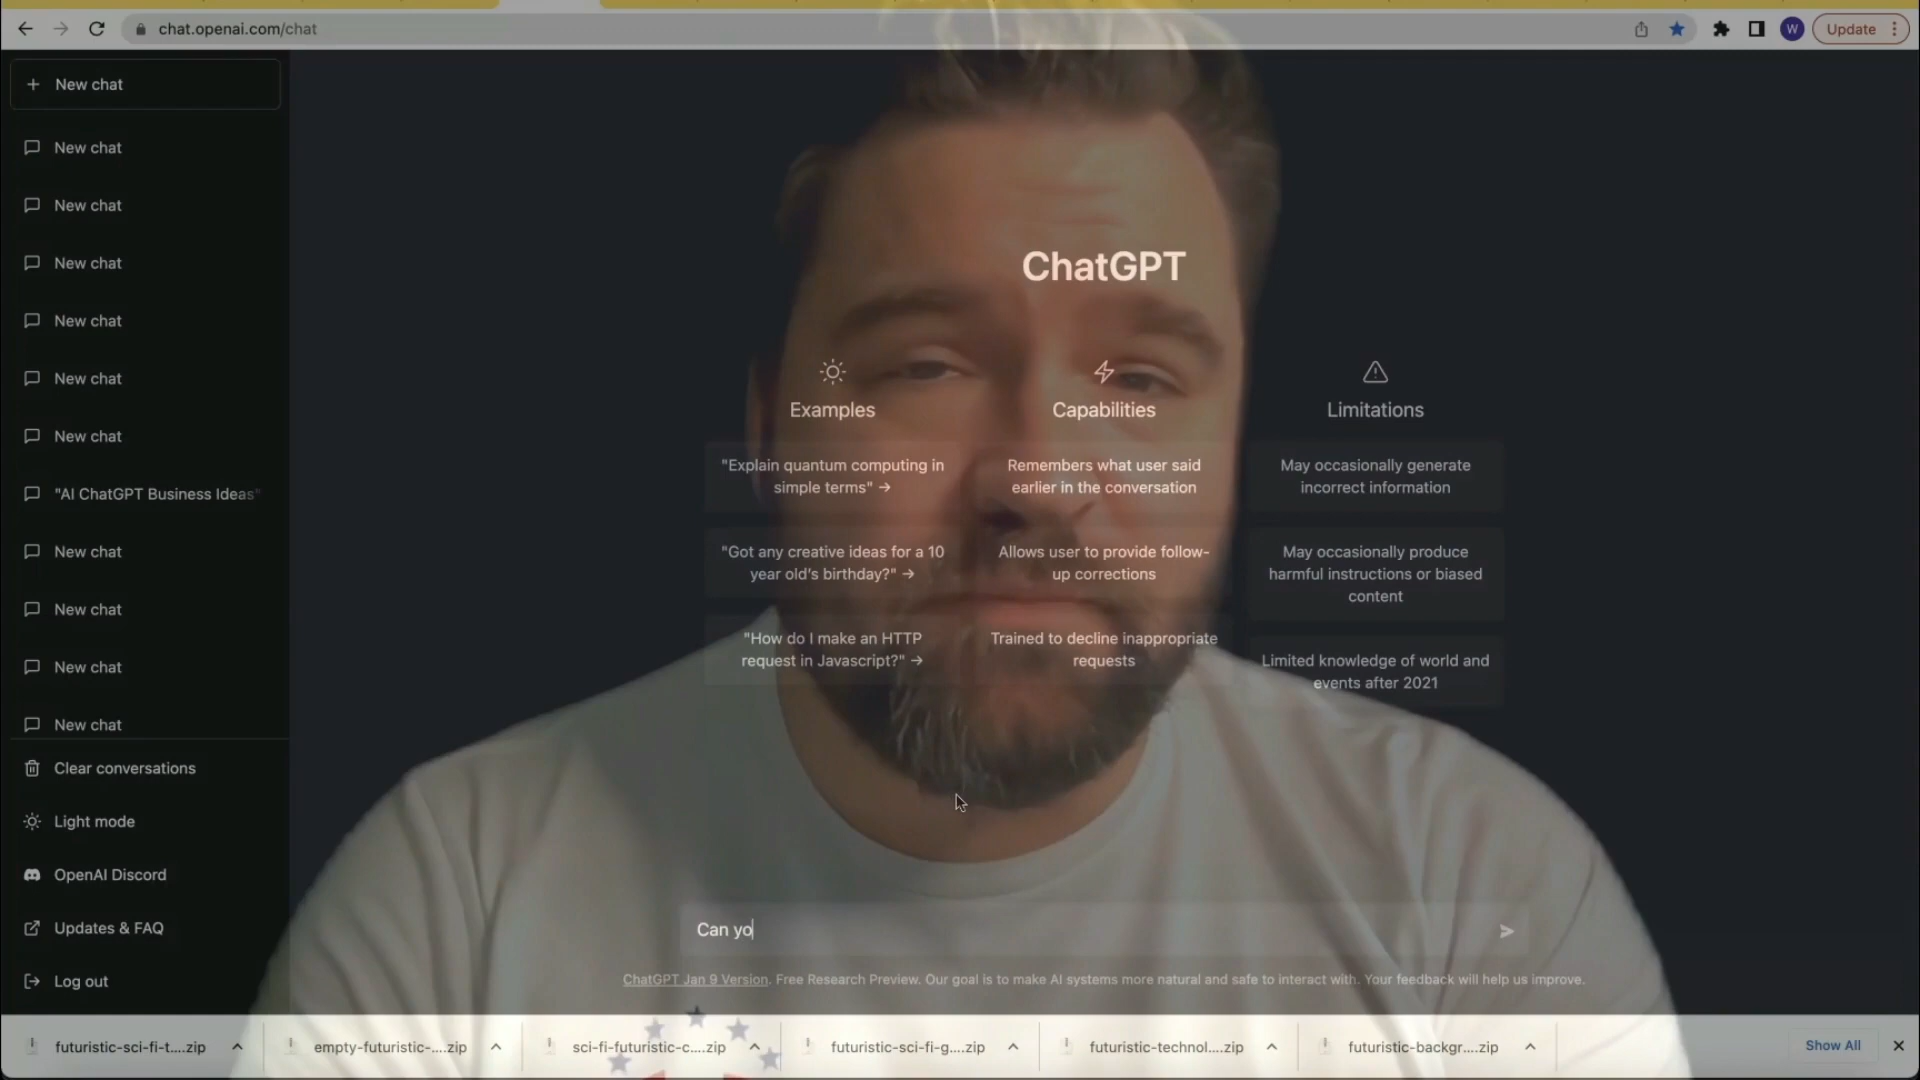 chat.openai.com/chat
W
Update
New chat
New chat
New chat
New chat
New chat
New chat
New chat
"AI ChatGPT Business Ideas"
New chat
New chat
New chat
New chat
Clear conversations
Light mode
OpenAI Discord
Updates & FAQ
Log out
ChatGPT
Examples
"Explain quantum computing in
simple terms" →
"Got any creative ideas for a 10
year old's birthday?" →
"How do I make an HTTP
request in Javascript?" →
Capabilities
Remembers what user said
earlier in the conversation
Allows user to provide follow-
up corrections
Trained to decline inappropriate
requests
Limitations
May occasionally generate
incorrect information
May occasionally produce
harmful instructions or biased
content
Limited knowledge of world and
events after 2021
Can yo
ChatGPT Jan 9 Version. Free Research Preview. Our goal is to make AI systems more natural and safe to interact with. Your feedback will help us improve.
futuristic-sci-fi-t....zip
empty-futuristic-....zip
sci-fi-futuristic-c....zip
futuristic-sci-fi-g....zip
futuristic-technol....zip
futuristic-backgr....zip
Show All